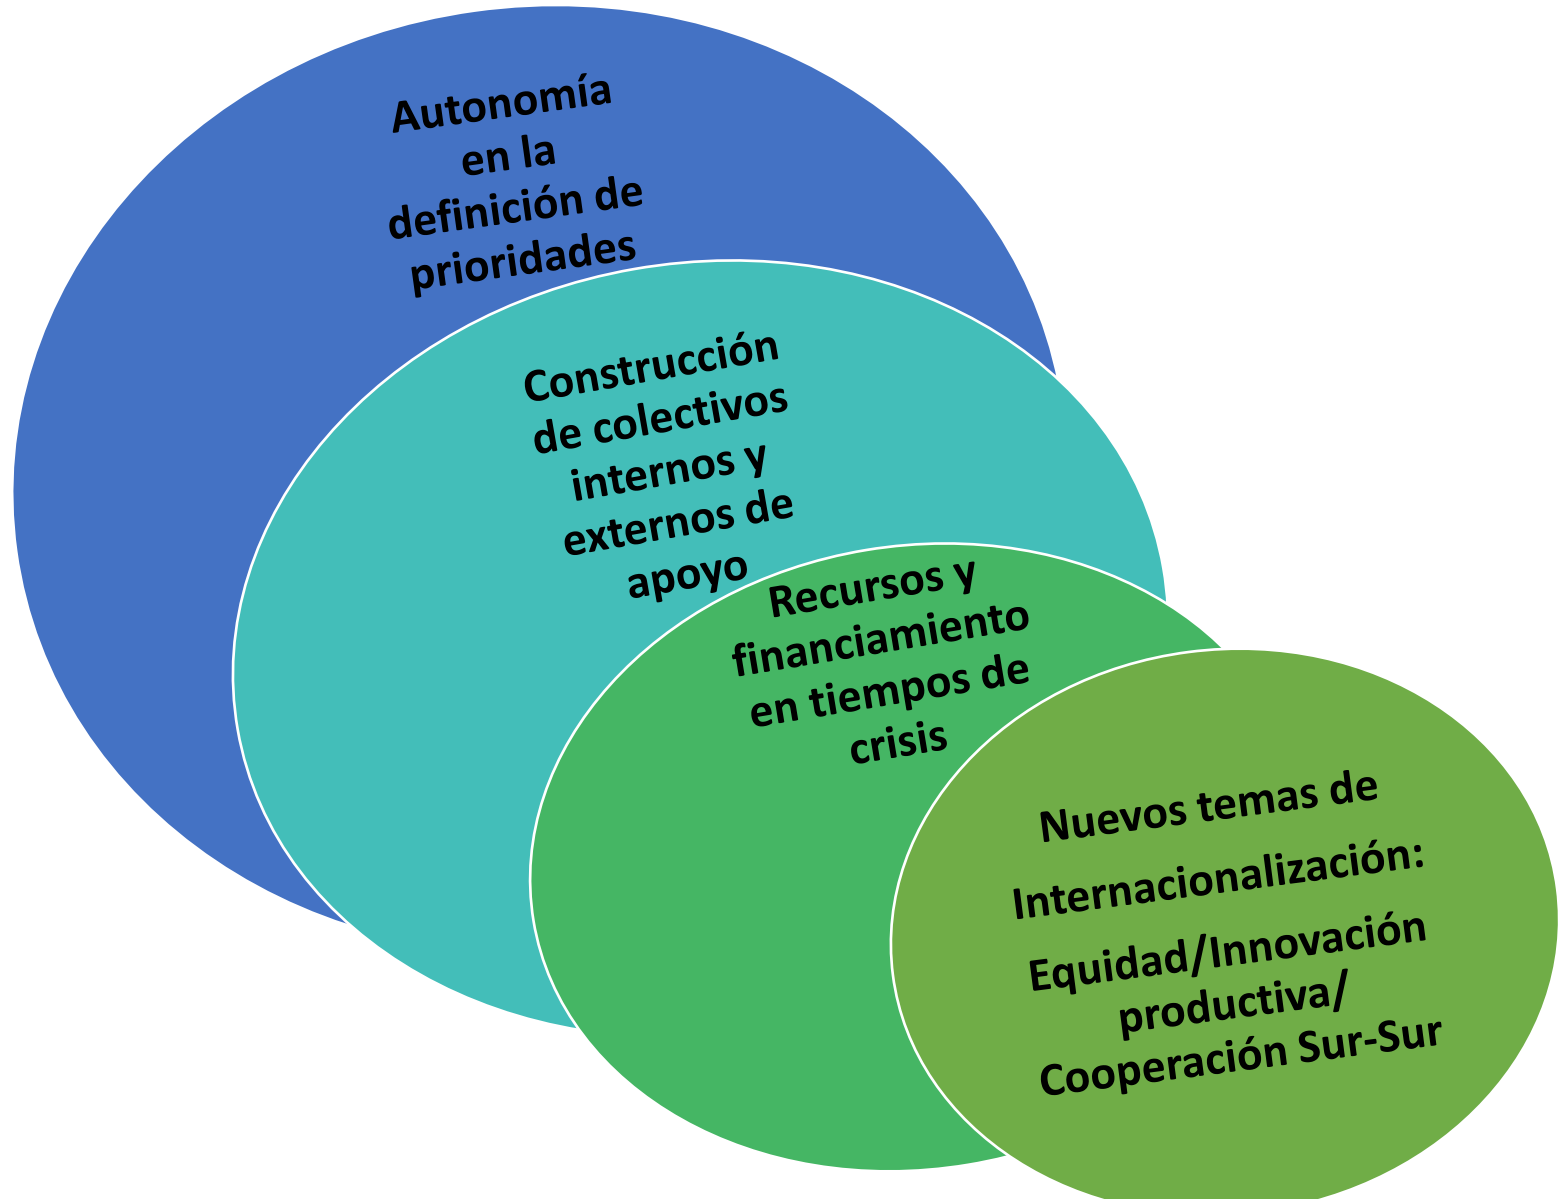 Autonomía
en la
definición de
prioridades
Construcción
de colectivos
internos y
externos de
apoyo
Recursos y
financiamiento
en tiempos de
crisis
Nuevos temas de
Internacionalización:
Equidad/Innovación
productiva/
Cooperación Sur-Sur